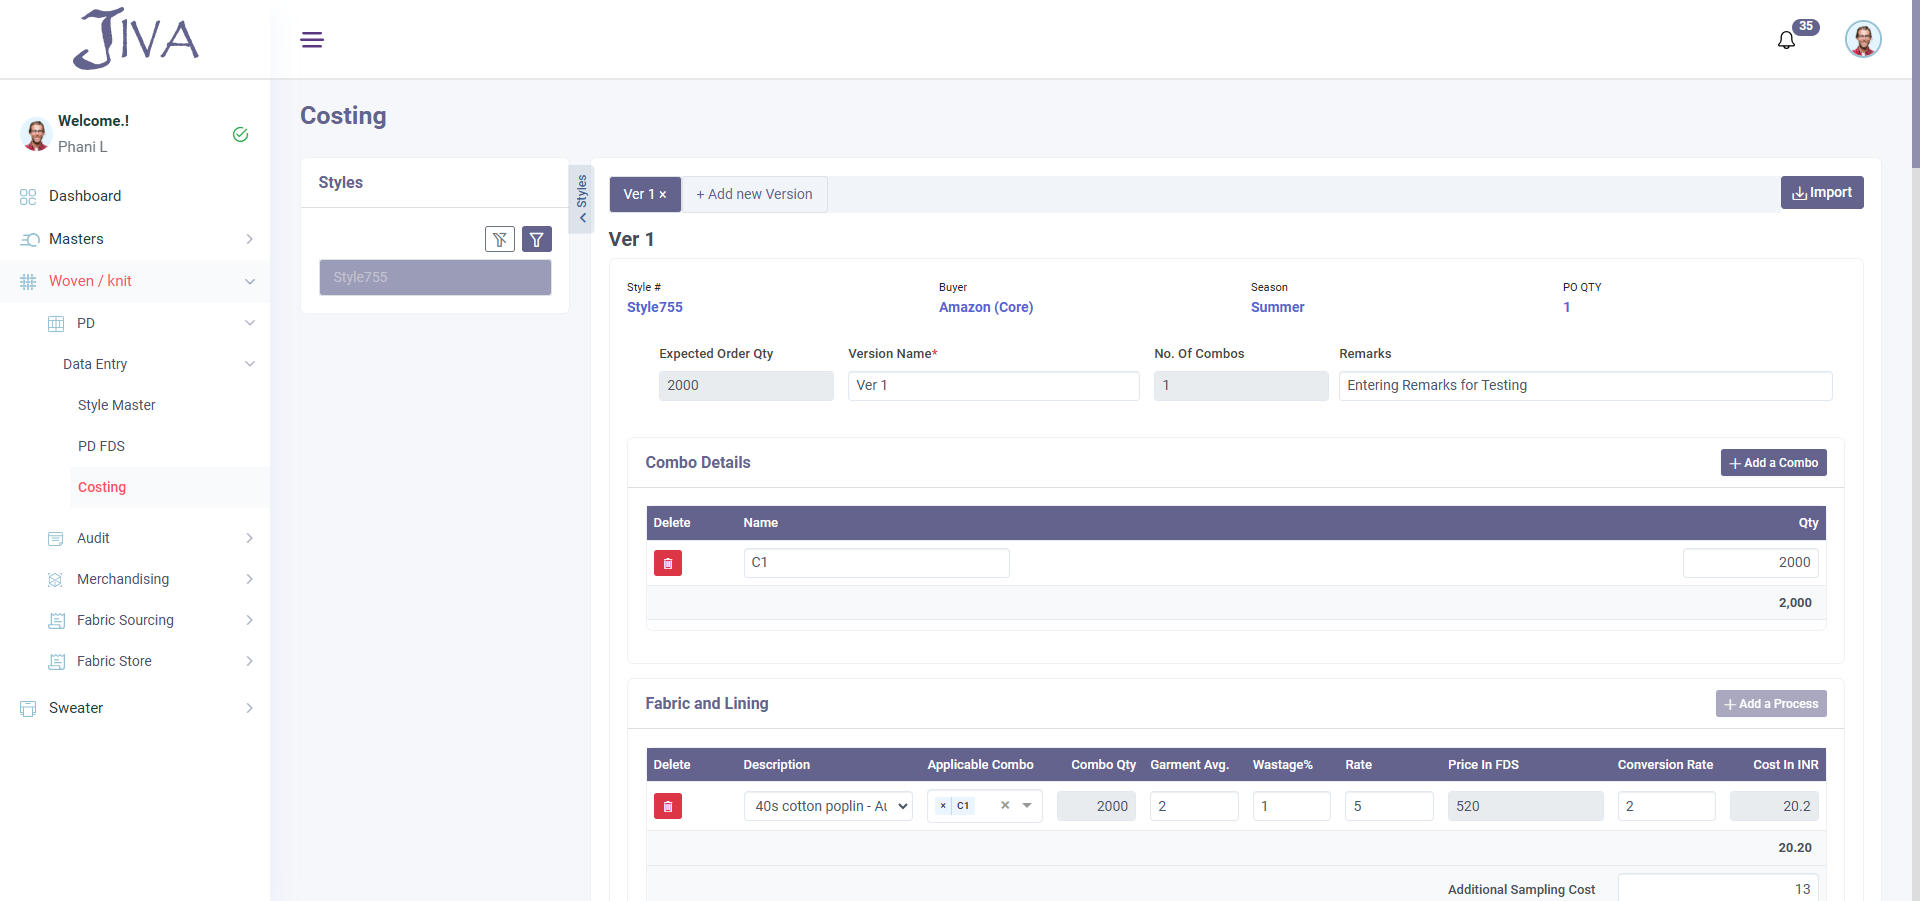 JIVA
35
Welcome.!
Phani L
Dashboard
Masters
Woven / knit
PD
Data Entry
Style Master
PD FDS
Costing
Audit
Merchandising
Fabric Sourcing
Fabric Store
Sweater
Costing
Styles
Style755
Styles
Ver 1 ×
+ Add new Version
Import
Ver 1
Style # Buyer Season PO QTY
Style755 Amazon (Core) Summer 1
Expected Order Qty Version Name* No. Of Combos Remarks
2000 Ver 1 1 Entering Remarks for Testing
Combo Details
Add a Combo
Delete Name Qty
C1 2000
2,000
Fabric and Lining
Add a Process
Delete Description Applicable Combo Combo Qty Garment Avg. Wastage% Rate Price In FDS Conversion Rate Cost In INR
40s cotton poplin - × C1 × 2000 2 1 5 520 2 20.2
20.20
Additional Sampling Cost 13